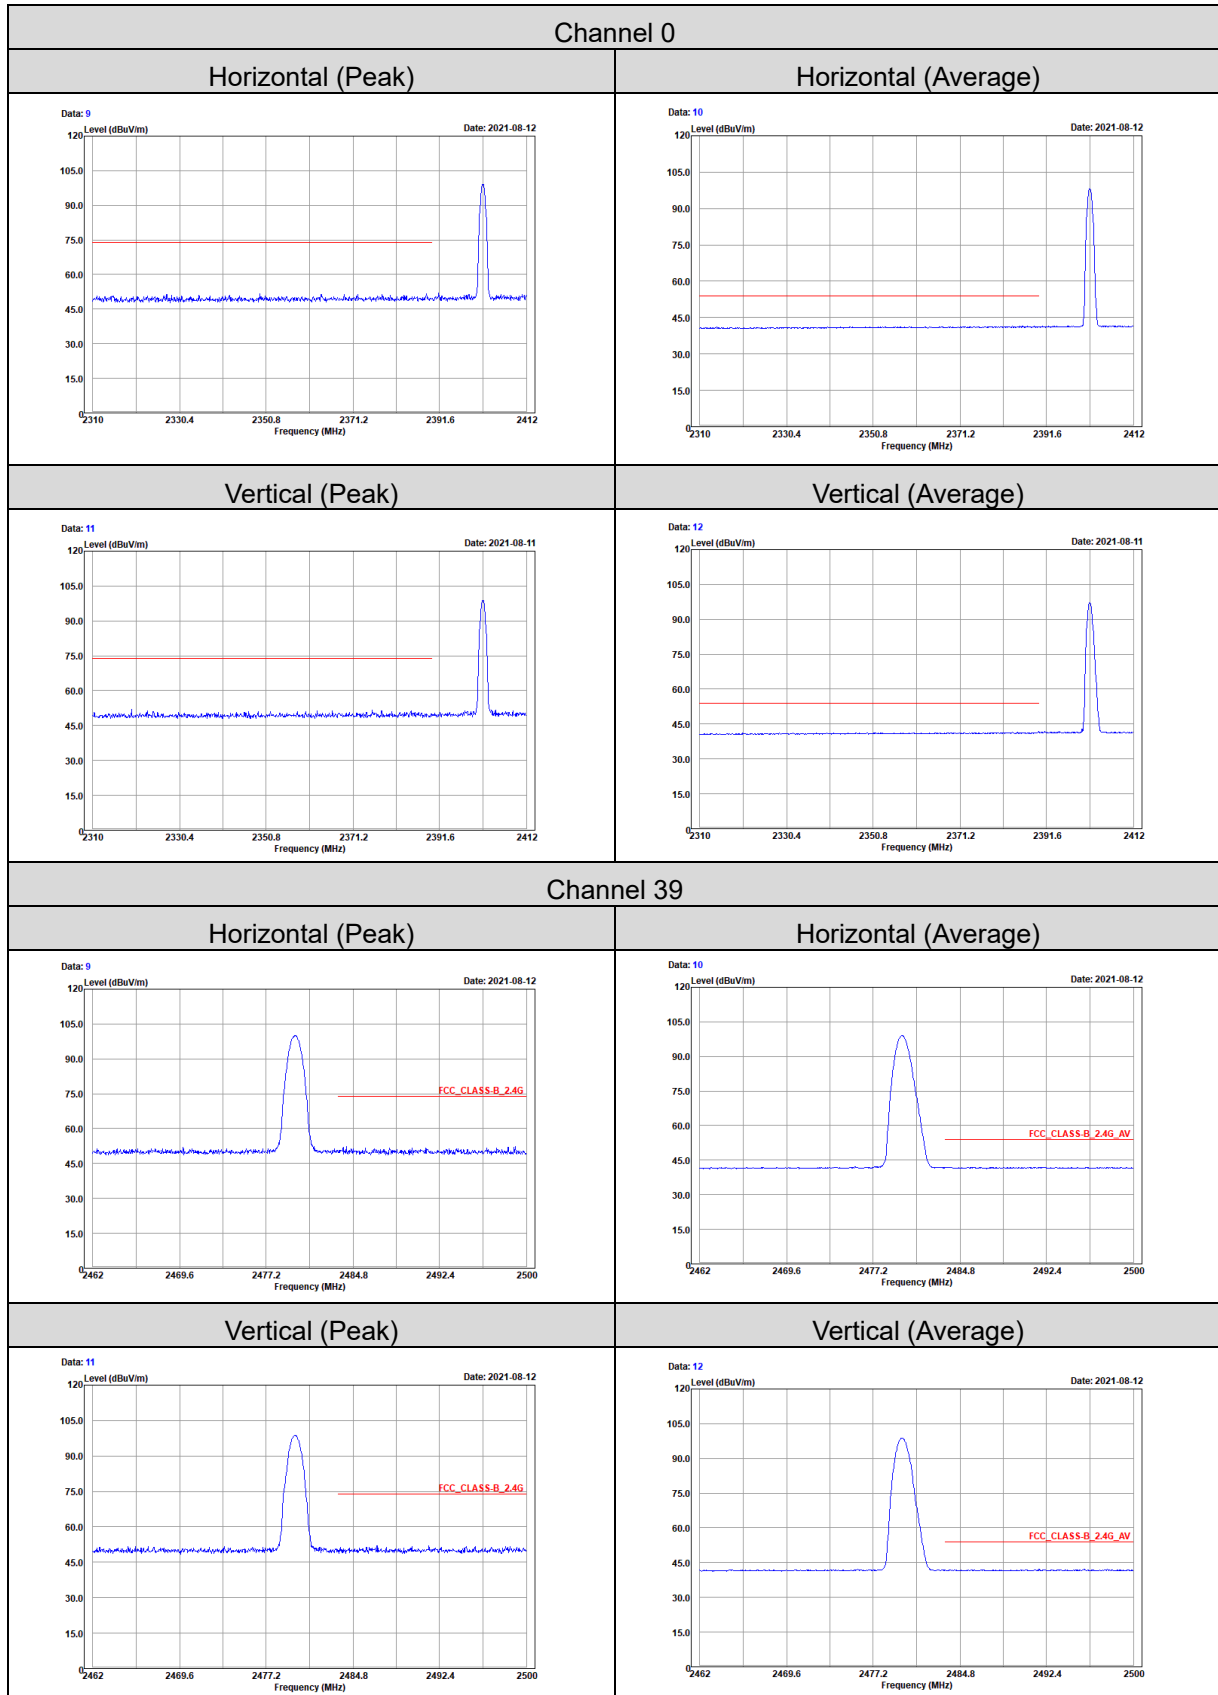 Channel 0
Horizontal (Peak)
Horizontal (Average)
Data: 9
Level (dBuV/m)
Date: 2021-08-12
120
105.0
90.0
75.0
60.0
45.0
30.0
15.0
0
2310
2330.4
2350.8
2371.2
2391.6
2412
Frequency (MHz)
Data: 10
Level (dBuV/m)
Date: 2021-08-12
120
105.0
90.0
75.0
60.0
45.0
30.0
15.0
0
2310
2330.4
2350.8
2371.2
2391.6
2412
Frequency (MHz)
Vertical (Peak)
Vertical (Average)
Data: 11
Level (dBuV/m)
Date: 2021-08-11
120
105.0
90.0
75.0
60.0
45.0
30.0
15.0
0
2310
2330.4
2350.8
2371.2
2391.6
2412
Frequency (MHz)
Data: 12
Level (dBuV/m)
Date: 2021-08-11
120
105.0
90.0
75.0
60.0
45.0
30.0
15.0
0
2310
2330.4
2350.8
2371.2
2391.6
2412
Frequency (MHz)
Channel 39
Horizontal (Peak)
Horizontal (Average)
Data: 9
Level (dBuV/m)
Date: 2021-08-12
120
105.0
90.0
75.0
FCC_CLASS-B_2.4G
60.0
45.0
30.0
15.0
0
2462
2469.6
2477.2
2484.8
2492.4
2500
Frequency (MHz)
Data: 10
Level (dBuV/m)
Date: 2021-08-12
120
105.0
90.0
75.0
60.0
FCC_CLASS-B_2.4G_AV
45.0
30.0
15.0
0
2462
2469.6
2477.2
2484.8
2492.4
2500
Frequency (MHz)
Vertical (Peak)
Vertical (Average)
Data: 11
Level (dBuV/m)
Date: 2021-08-12
120
105.0
90.0
75.0
FCC_CLASS-B_2.4G
60.0
45.0
30.0
15.0
0
2462
2469.6
2477.2
2484.8
2492.4
2500
Frequency (MHz)
Data: 12
Level (dBuV/m)
Date: 2021-08-12
120
105.0
90.0
75.0
60.0
FCC_CLASS-B_2.4G_AV
45.0
30.0
15.0
0
2462
2469.6
2477.2
2484.8
2492.4
2500
Frequency (MHz)